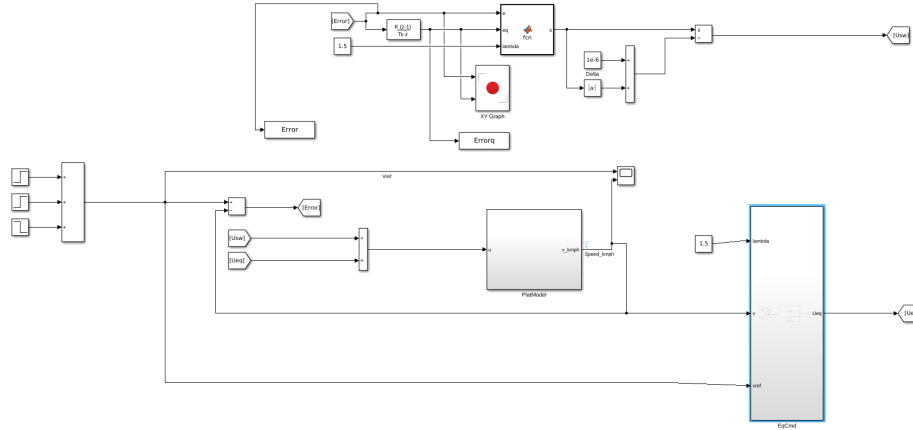 [Error]
K (z-1)
Ts z
1.5
e
eq
lambda
fcn
s
1e-6
Delta
|u|
[Usw]
XY Graph
Error
Errorq
Vref
[Error]
[Usw]
[Ueq]
u
v_kmph
Speed_kmph
PlatModel
1.5
lambda
v
vref
Ueq
EqCmd